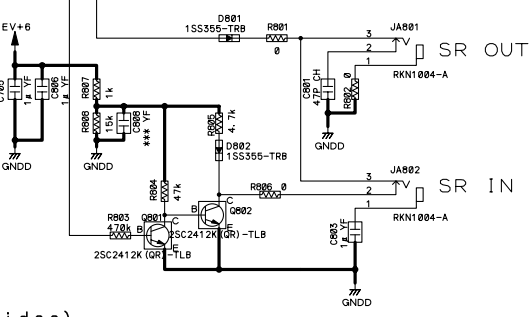 D801
1SS355-TRB
R801
0
JA801
3
2
1
SR OUT
RKN1004-A
EV+6
C806
1μ YF
1μ YF
R807
1k
R808
15k
C808
*** YF
R805
4.7k
D802
1SS355-TRB
C801
47P CH
R802
0
GNDD
GNDD
GNDD
JA802
3
2
1
SR IN
RKN1004-A
R804
47k
R806 0
R803
470k
Q801
B
C
E
2SC2412K(QR)-TLB
B
C
E
Q802
2SC2412K(QR)-TLB
C803
1μ YF
GNDD